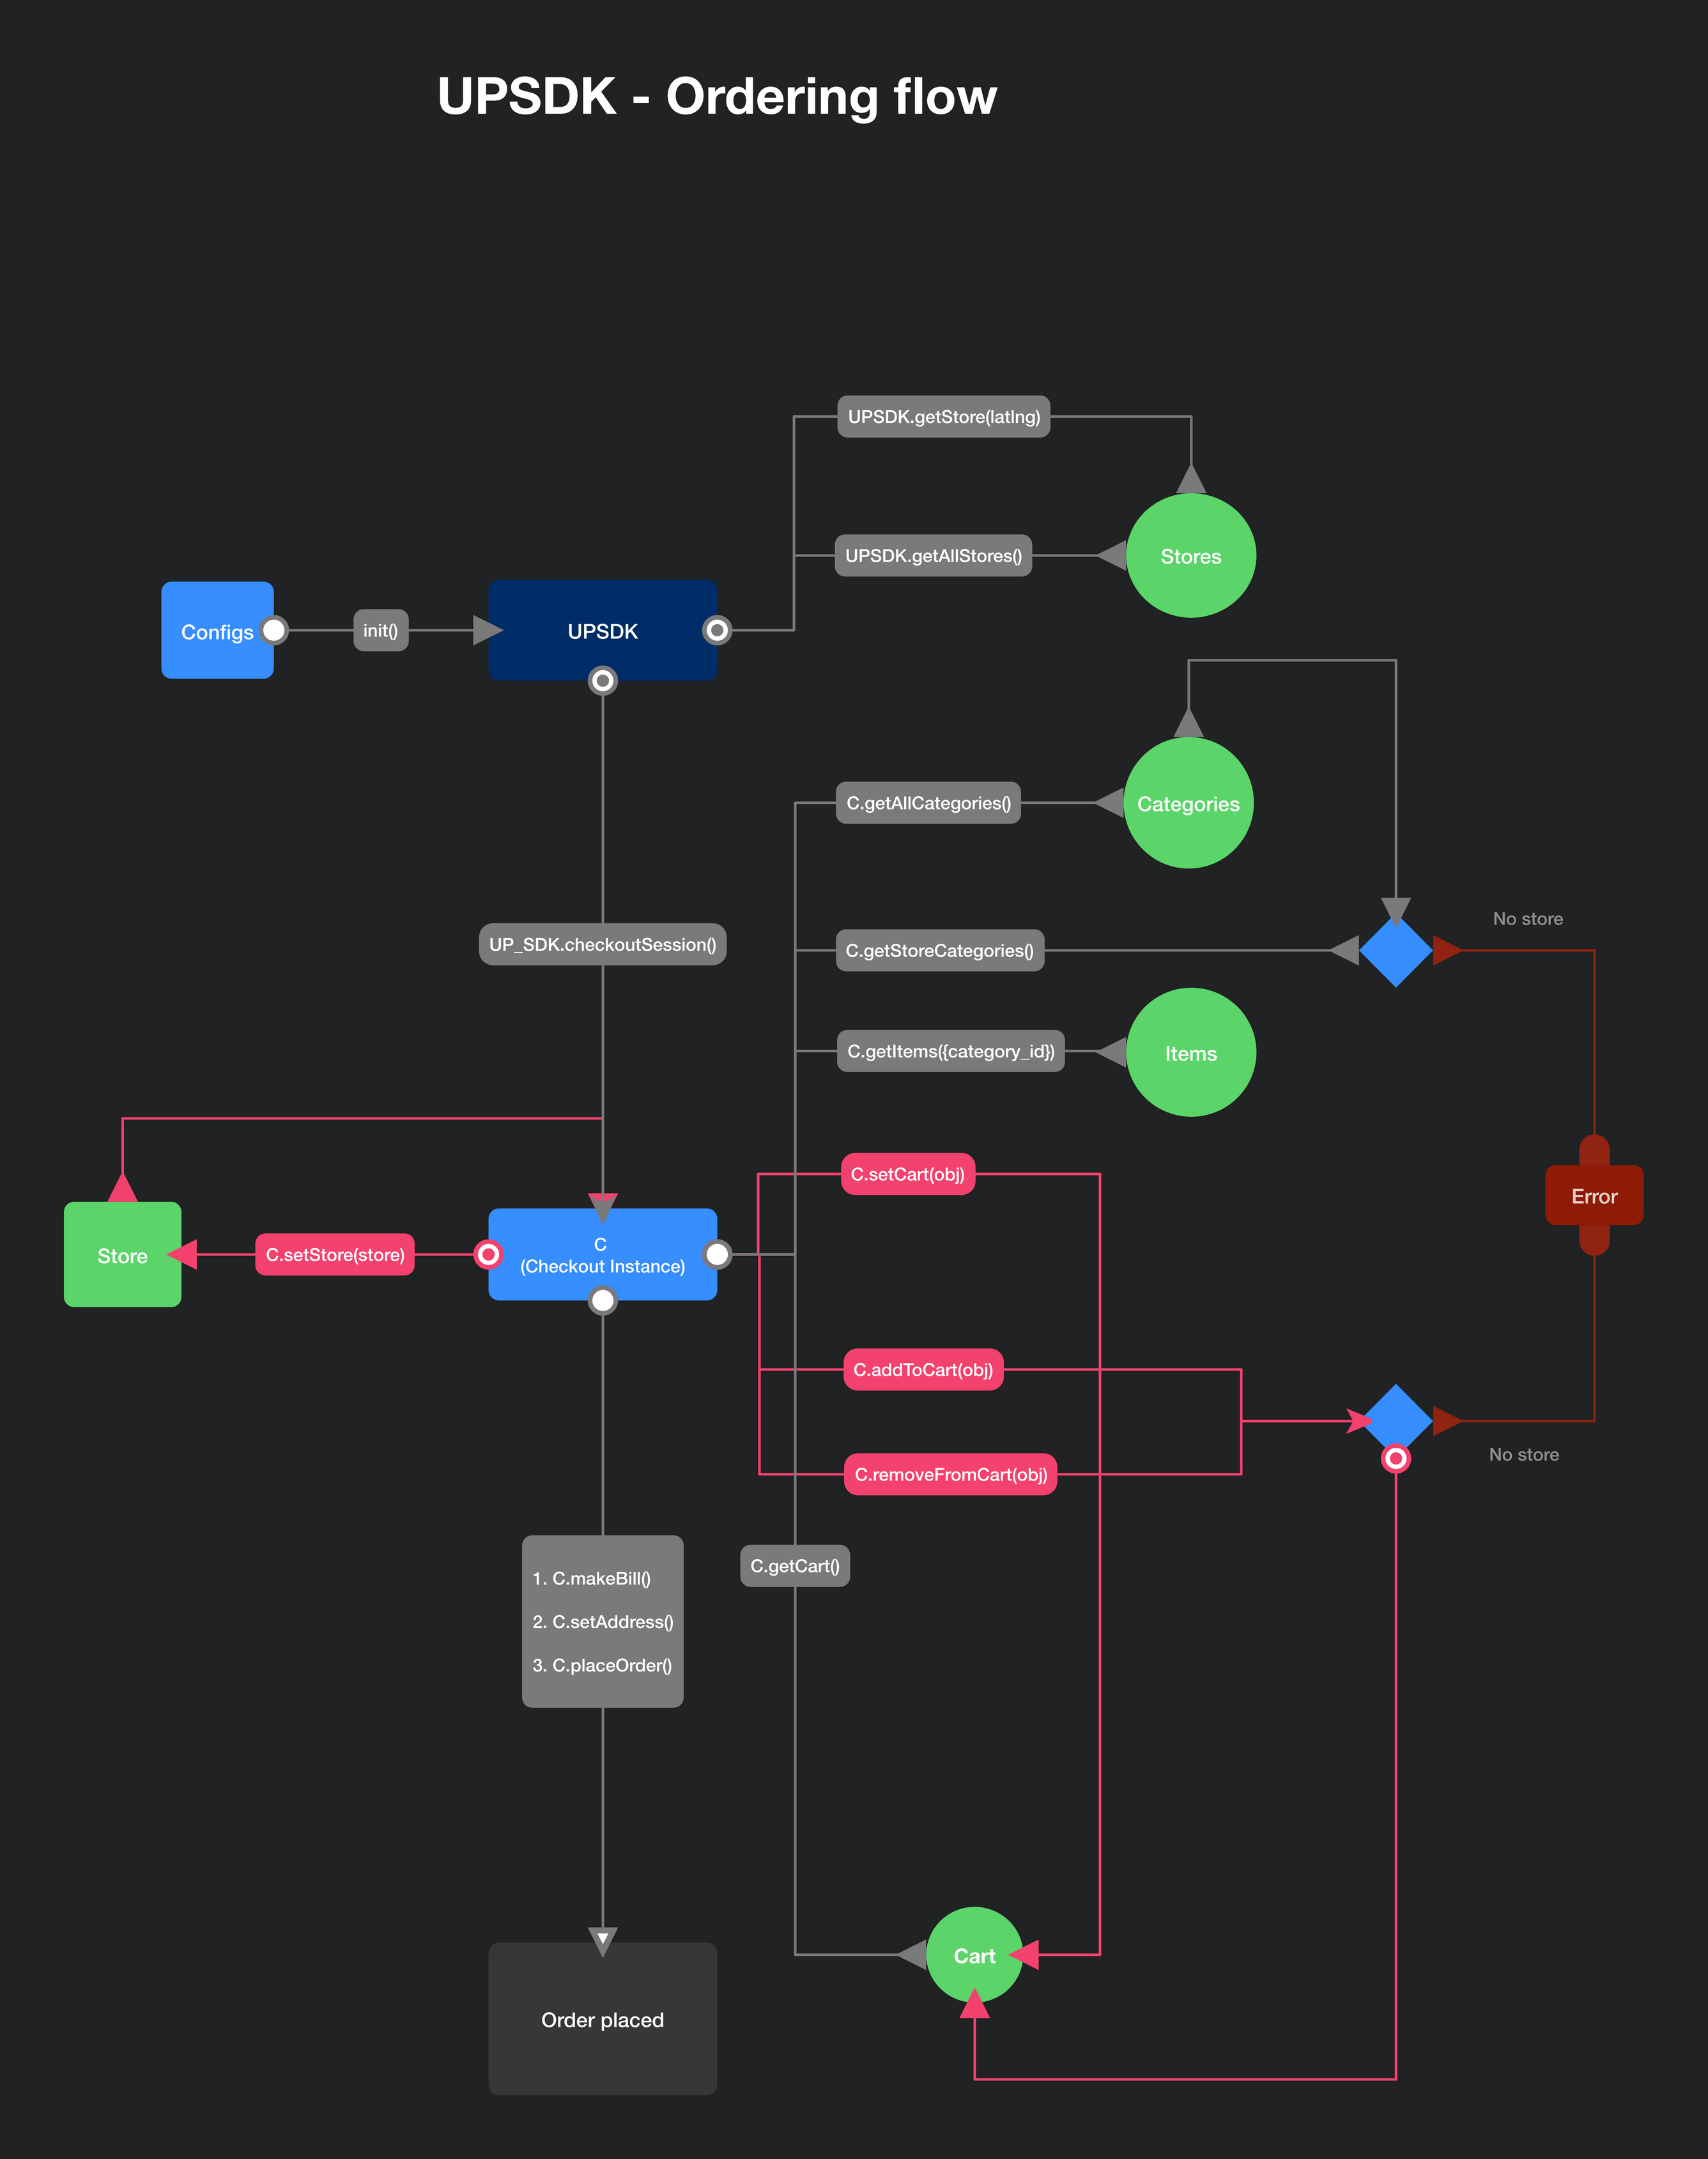 UPSDK - Ordering flow
UPSDK.getStore(latlng)
UPSDK.getAllStores()
Stores
Configs
init()
UPSDK
C.getAllCategories()
Categories
No store
UP_SDK.checkoutSession()
C.getStoreCategories()
C.getItems({category_id})
Items
C.setCart(obj)
Error
Store
C.setStore(store)
C
(Checkout Instance)
C.addToCart(obj)
No store
C.removeFromCart(obj)
C.getCart()
1. C.makeBill()
2. C.setAddress()
3. C.placeOrder()
Cart
Order placed